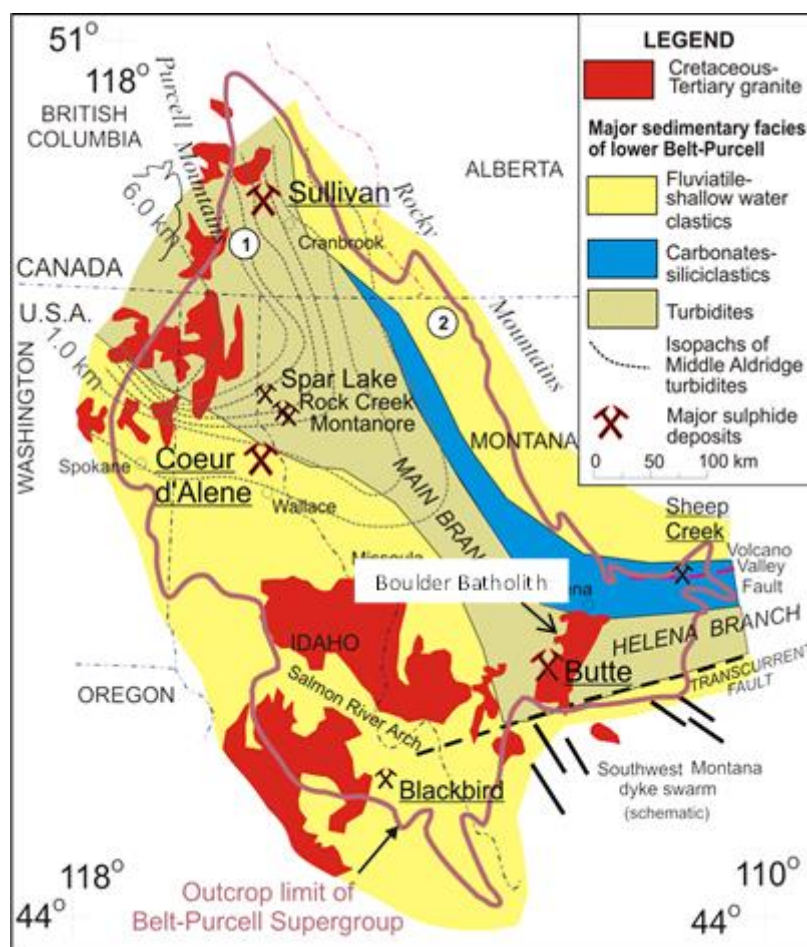 51°
118°
BRITISH
COLUMBIA
Purcell
Mountains
6.0 km
Sullivan
1
Cranbrook
Rocky
Mountains
ALBERTA
CANADA
U.S.A.
1.0 km
2
WASHINGTON
Spar Lake
Rock Creek
Montanore
MONTANA
Spokane
Coeur
d'Alene
Wallace
MAIN
Sheep
Creek
Volcano
Valley
Fault
Boulder Batholith
HELENA BRANCH
IDAHO
Butte
TRANSCURRENT
FAULT
OREGON
Salmon River Arch
Blackbird
Southwest Montana
dyke swarm
(schematic)
Outcrop limit of
Belt-Purcell Supergroup
118°
44°
110°
44°
LEGEND
Cretaceous-
Tertiary granite
Major sedimentary facies
of lower Belt-Purcell
Fluviatile-
shallow water
clastics
Carbonates-
siliciclastics
Turbidites
Isopachs of
Middle Aldridge
turbidites
Major sulphide
deposits
0 50 100 km